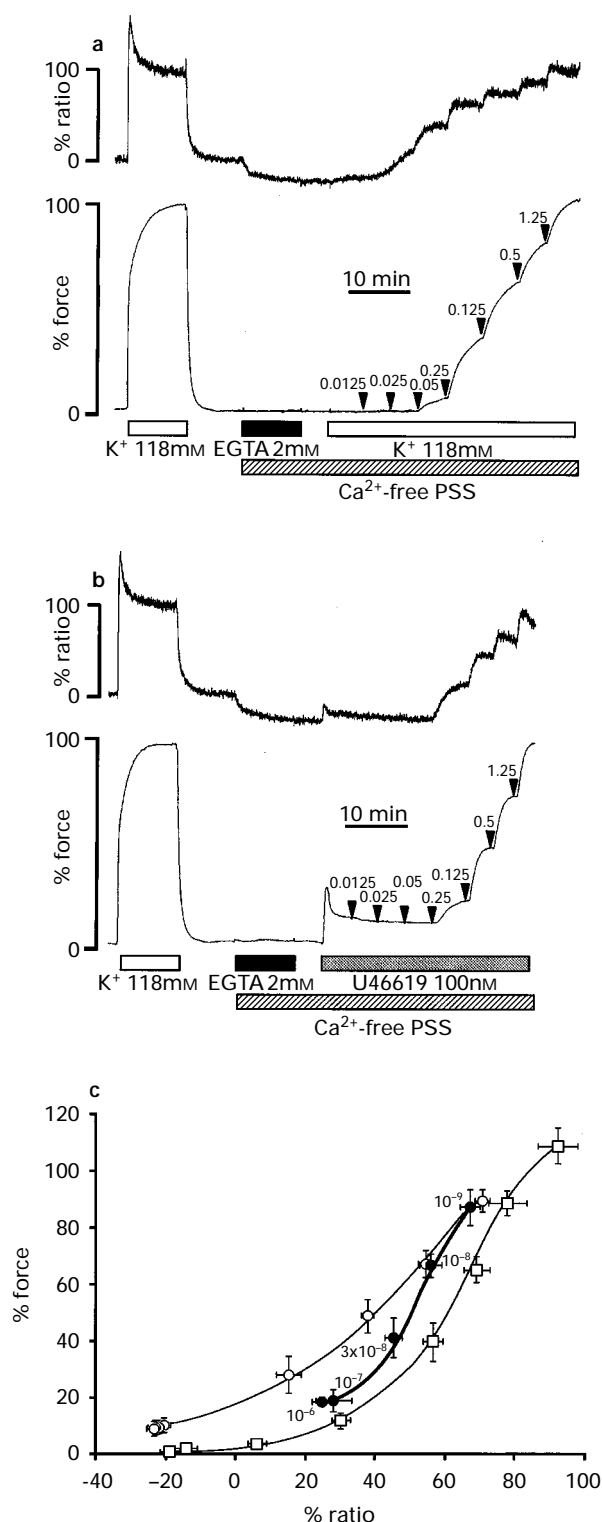 a
100
% ratio
0
100
% force
0
10 min
0.0125
0.025
0.05
0.25
0.125
0.5
1.25
K⁺ 118mM
EGTA 2mM
K⁺ 118mM
Ca²⁺-free PSS
b
100
% ratio
0
100
% force
0
10 min
0.0125
0.025
0.05
0.25
0.125
0.5
1.25
K⁺ 118mM
EGTA 2mM
U46619 100nM
Ca²⁺-free PSS
c
120
100
80
60
40
20
0
% force
10⁻⁹
10⁻⁸
3x10⁻⁸
10⁻⁷
10⁻⁶
-40
−20
0
20
40
60
80
100
% ratio